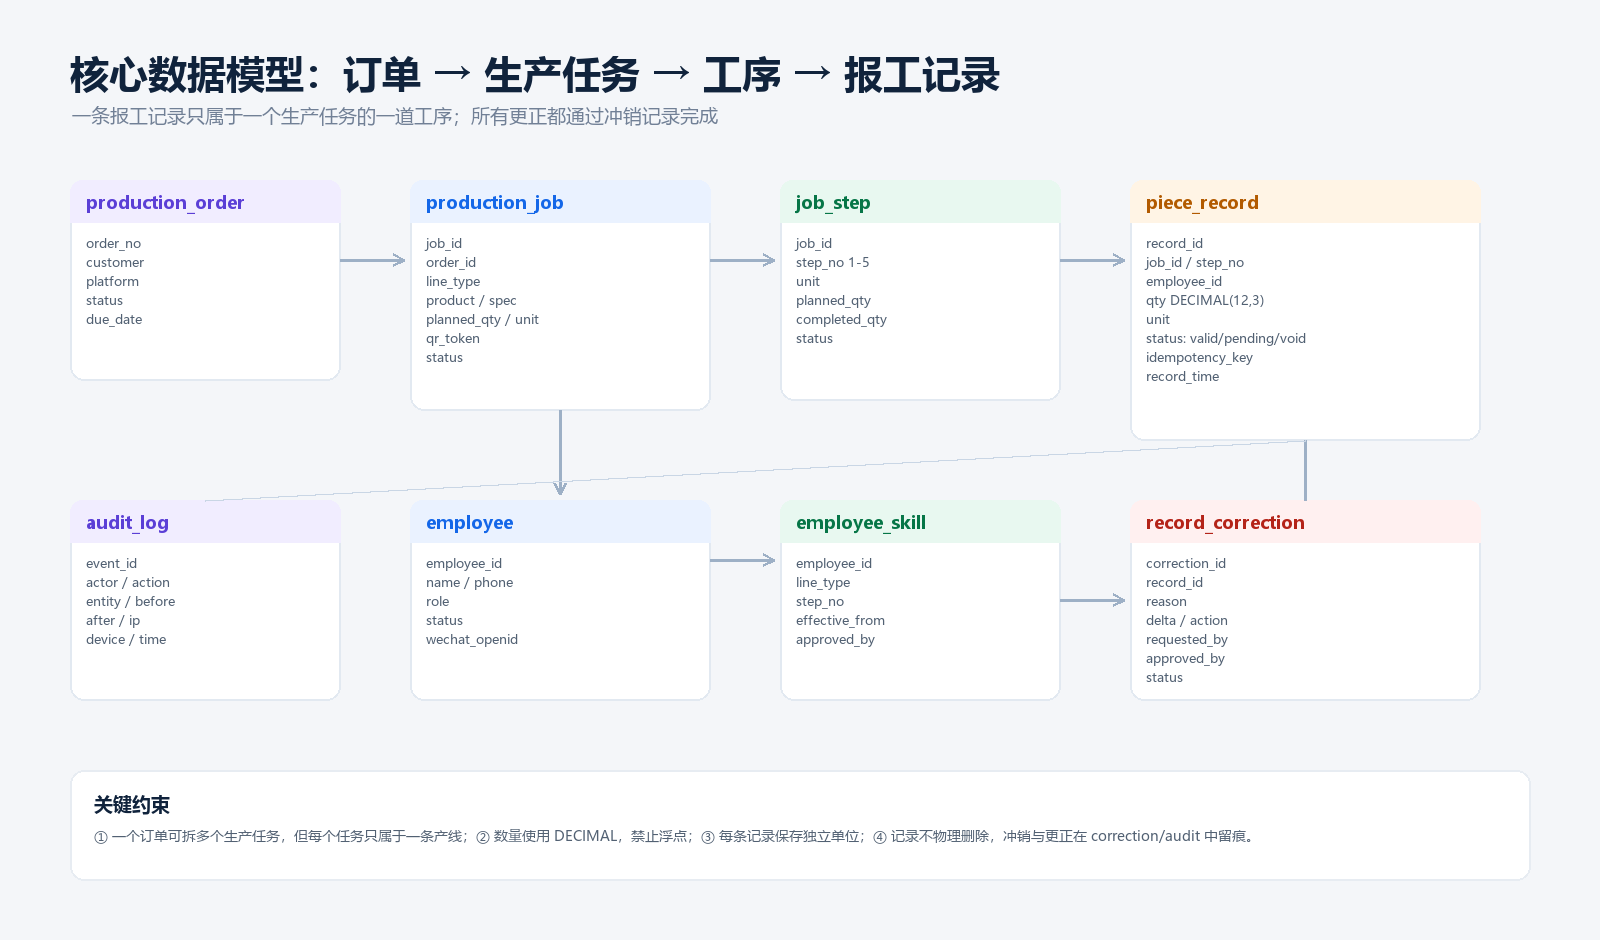 核心数据模型：订单 → 生产任务 → 工序 → 报工记录
一条报工记录只属于一个生产任务的一道工序；所有更正都通过冲销记录完成
production_order
order_no
customer
platform
status
due_date
production_job
job_id
order_id
line_type
product / spec
planned_qty / unit
qr_token
status
job_step
job_id
step_no 1-5
unit
planned_qty
completed_qty
status
piece_record
record_id
job_id / step_no
employee_id
qty DECIMAL(12,3)
unit
status: valid/pending/void
idempotency_key
record_time
audit_log
event_id
actor / action
entity / before
after / ip
device / time
employee
employee_id
name / phone
role
status
wechat_openid
employee_skill
employee_id
line_type
step_no
effective_from
approved_by
record_correction
correction_id
record_id
reason
delta / action
requested_by
approved_by
status
关键约束
① 一个订单可拆多个生产任务，但每个任务只属于一条产线；② 数量使用 DECIMAL，禁止浮点；③ 每条记录保存独立单位；④ 记录不物理删除，冲销与更正在 correction/audit 中留痕。